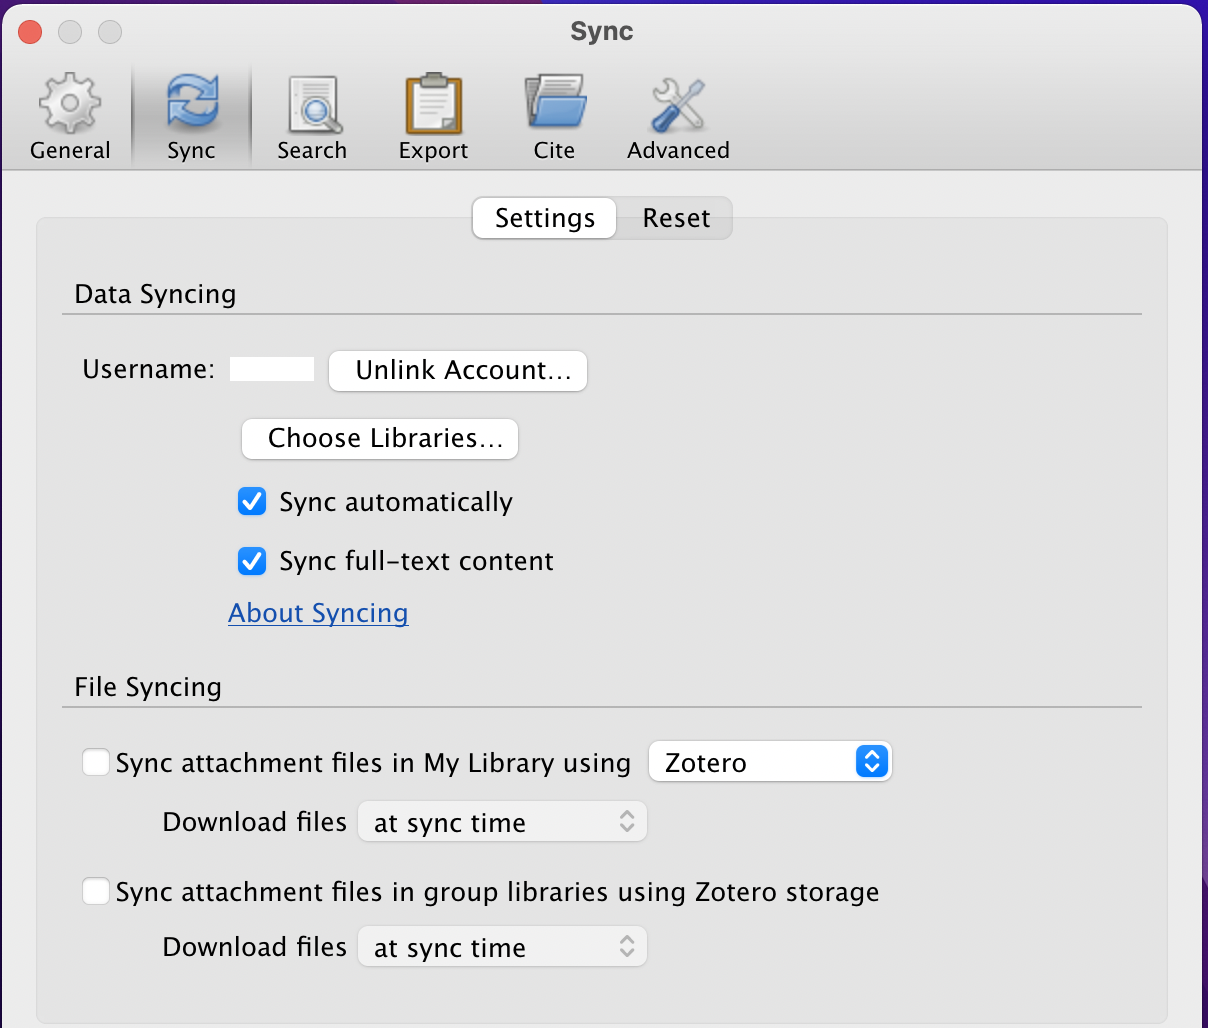 Sync
General Sync Search Export Cite Advanced
Settings Reset
Data Syncing
Username: Unlink Account...
Choose Libraries...
Sync automatically
Sync full-text content
About Syncing
File Syncing
Sync attachment files in My Library using Zotero
Download files at sync time
Sync attachment files in group libraries using Zotero storage
Download files at sync time